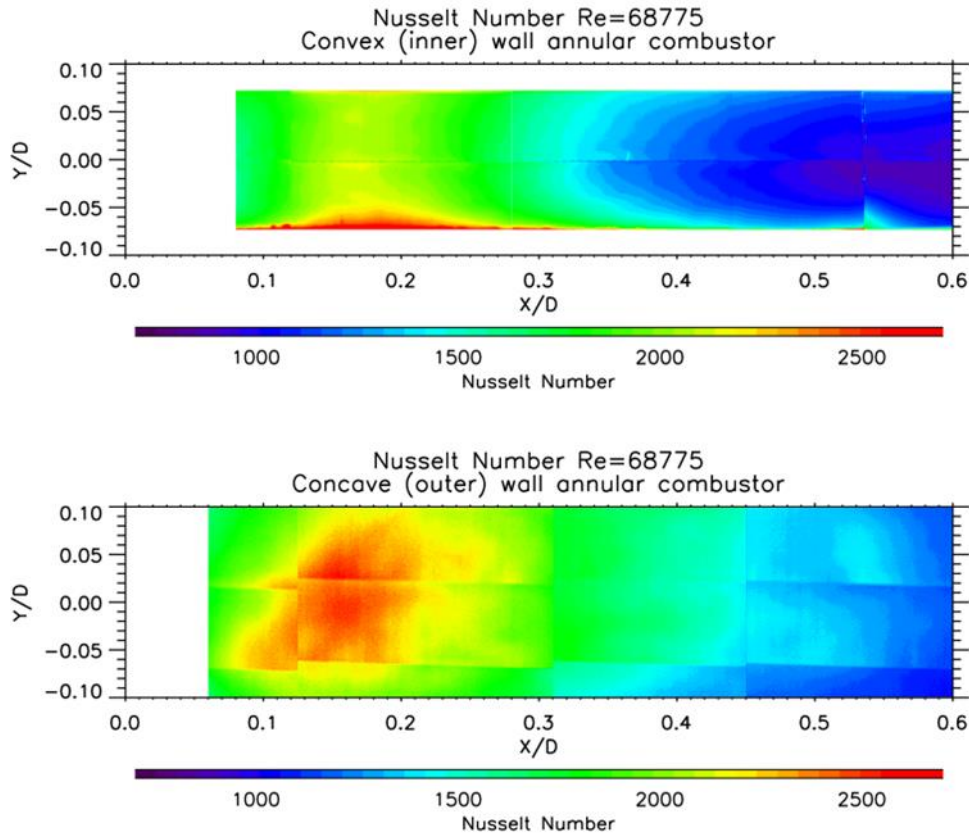 Nusselt Number Re=68775
Convex (inner) wall annular combustor
0.10
0.05
0.00
−0.05
−0.10
Y/D
0.0 0.1 0.2 0.3 0.4 0.5 0.6
X/D
1000 1500 2000 2500
Nusselt Number
Nusselt Number Re=68775
Concave (outer) wall annular combustor
0.10
0.05
0.00
−0.05
−0.10
Y/D
0.0 0.1 0.2 0.3 0.4 0.5 0.6
X/D
1000 1500 2000 2500
Nusselt Number